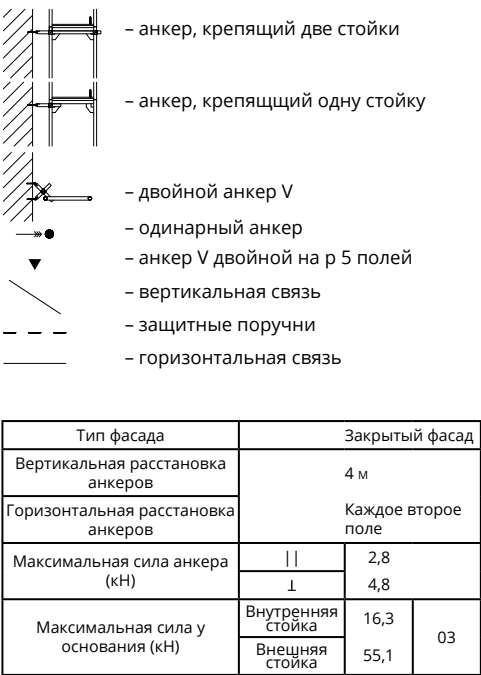 – анкер, крепящий две стойки
– анкер, крепящщий одну стойку
– двойной анкер V
– одинарный анкер
– анкер V двойной на р 5 полей
– вертикальная связь
– защитные поручни
– горизонтальная связь
Тип фасада
Закрытый фасад
Вертикальная расстановка
анкеров
4 м
Горизонтальная расстановка
анкеров
Каждое второе
поле
Максимальная сила анкера
(кН)
||
2,8
⊥
4,8
Максимальная сила у
основания (кН)
Внутренняя
стойка
16,3
Внешняя
стойка
55,1
03